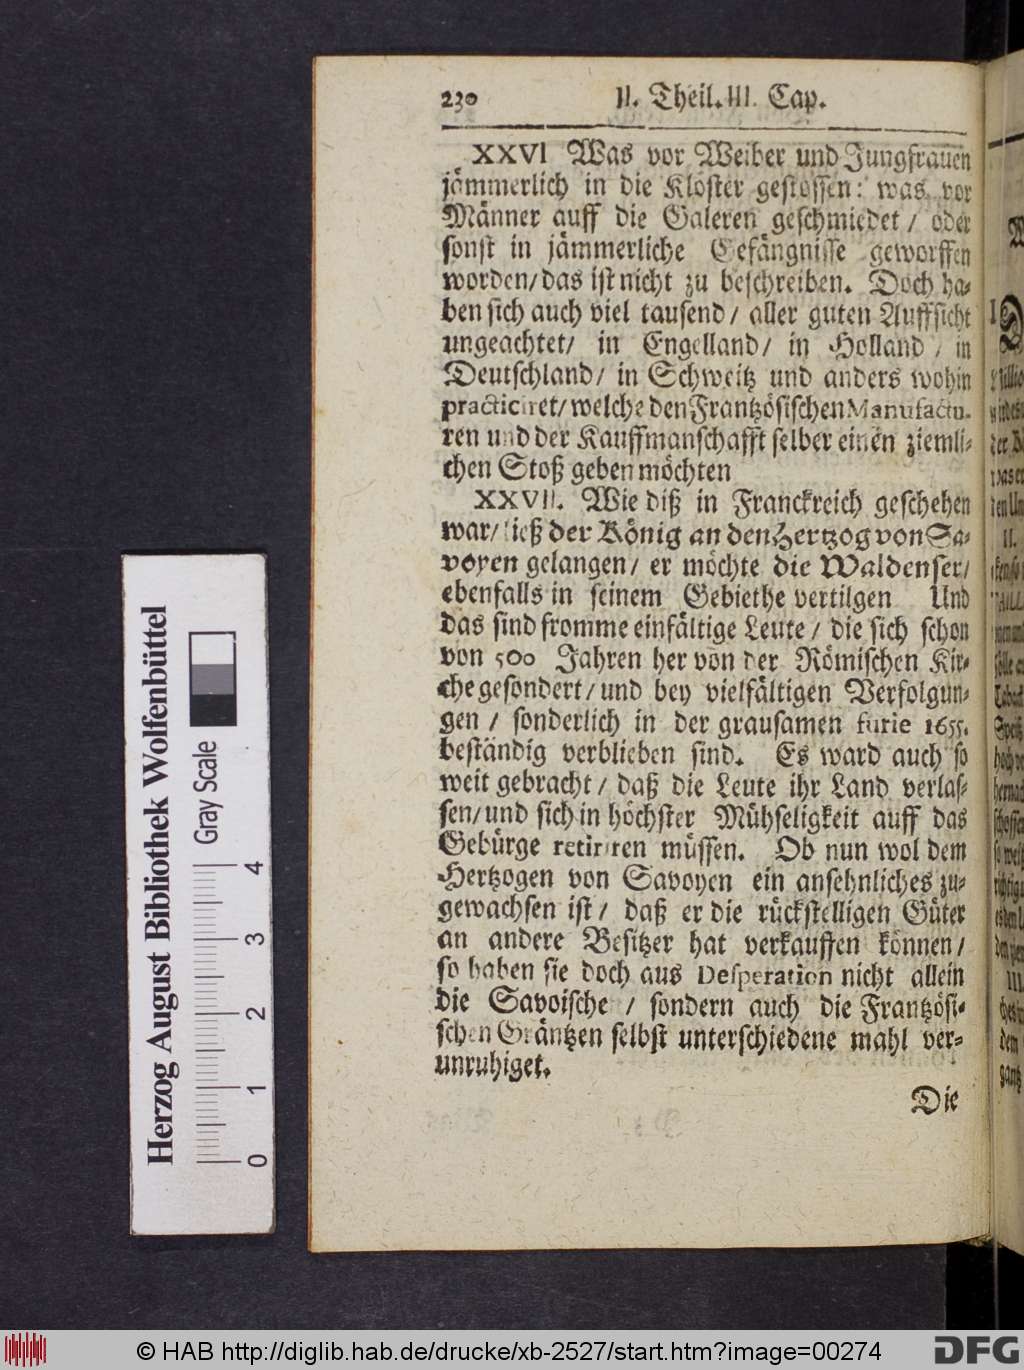 230 II. Theil. III. Cap.
XXVI Was vor Weiber und Jungfrauen
jämmerlich in die Klöster gestossen: was vor
Männer auff die Galeren geschmiedet / oder
sonst in jämmerliche Gefängnisse geworffen
worden/das ist nicht zu beschreiben. Doch ha-
ben sich auch viel tausend / aller guten Auffsicht
ungeachtet/ in Engelland/ in Holland / in
Deutschland/ in Schweitz und anders wohin
practiciret/welche den Frantzösischen Manufactu-
ren und der Kauffmanschafft selber einen ziemli-
chen Stoß geben möchten
XXVII. Wie diß in Franckreich geschehen
war/ließ der König an den Hertzog von Sa-
voyen gelangen/ er möchte die Waldenser/
ebenfalls in seinem Gebiethe vertilgen Und
das sind fromme einfältige Leute / die sich schon
von 500 Jahren her von der Römischen Kir-
che gesondert/und bey vielfältigen Verfolgun-
gen / sonderlich in der grausamen furie 1655.
beständig verblieben sind. Es ward auch so
weit gebracht/ daß die Leute ihr Land verlas-
sen/und sich in höchster Mühseligkeit auff das
Gebürge retiriren müssen. Ob nun wol dem
Hertzogen von Savoyen ein ansehnliches zu-
gewachsen ist/ daß er die rückstelligen Güter
an andere Besitzer hat verkauffen können/
so haben sie doch aus Desperation nicht allein
die Savoische / sondern auch die Frantzösi-
schen Gräntzen selbst unterschiedene mahl ver-
unruhiget.
Die
Herzog August Bibliothek Wolfenbüttel
Gray Scale
0 1 2 3 4
© HAB http://diglib.hab.de/drucke/xb-2527/start.htm?image=00274
DFG